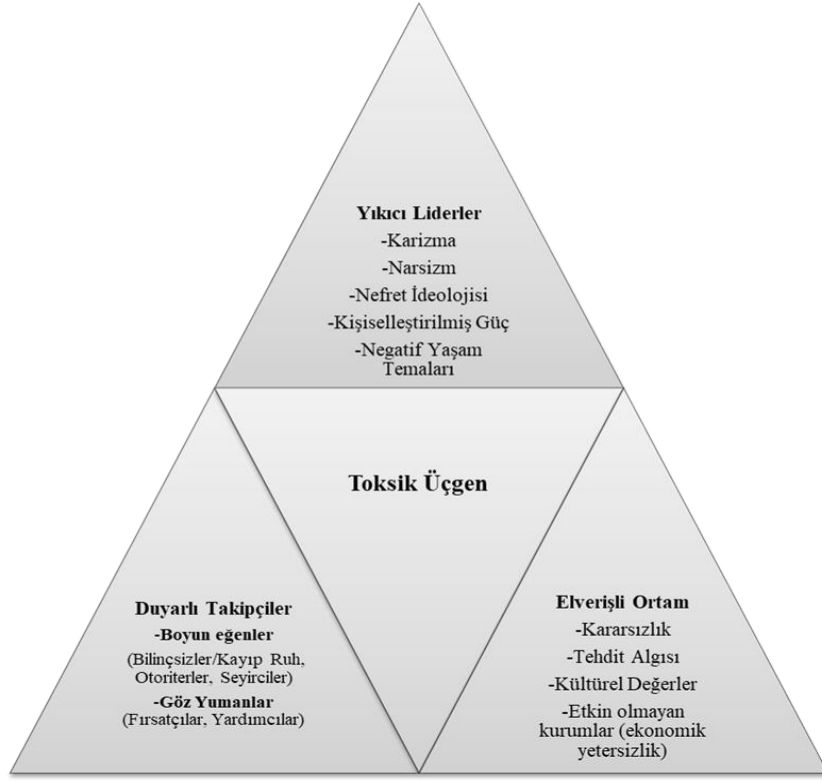 Yıkıcı Liderler
-Karizma
-Narsizm
-Nefret İdeolojisi
-Kişiselleştirilmiş Güç
-Negatif Yaşam
Temaları
Toksik Üçgen
Duyarlı Takipçiler
-Boyun eğenler
(Bilinçsizler/Kayıp Ruh,
Otoriterler, Seyirciler)
-Göz Yumanlar
(Fırsatçılar, Yardımcılar)
Elverişli Ortam
-Kararsızlık
-Tehdit Algısı
-Kültürel Değerler
-Etkin olmayan
kurumlar (ekonomik
yetersizlik)